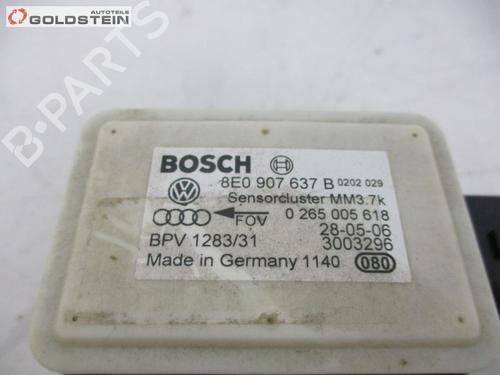 AUTOTEILE
GOLDSTEIN
B-PARTS
BOSCH
8E0 907 637 B 0202 029
Sensorcluster MM3.7k
FOV 0 265 005 618
28-05-06
BPV 1283/31 3003296
Made in Germany 1140 080